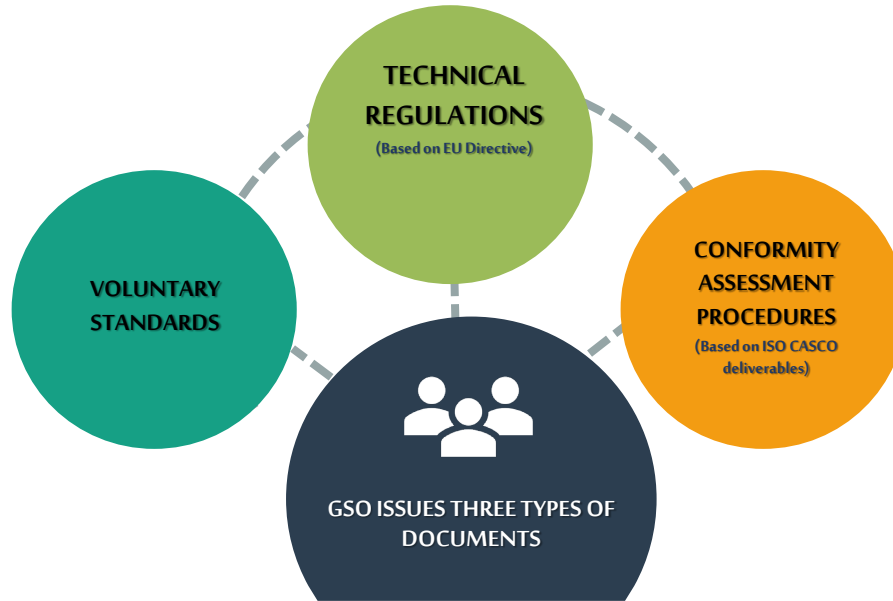 TECHNICAL
REGULATIONS
(Based on EU Directive)
VOLUNTARY
STANDARDS
CONFORMITY
ASSESSMENT
PROCEDURES
(Based on ISO CASCO
deliverables)
GSO ISSUES THREE TYPES OF
DOCUMENTS